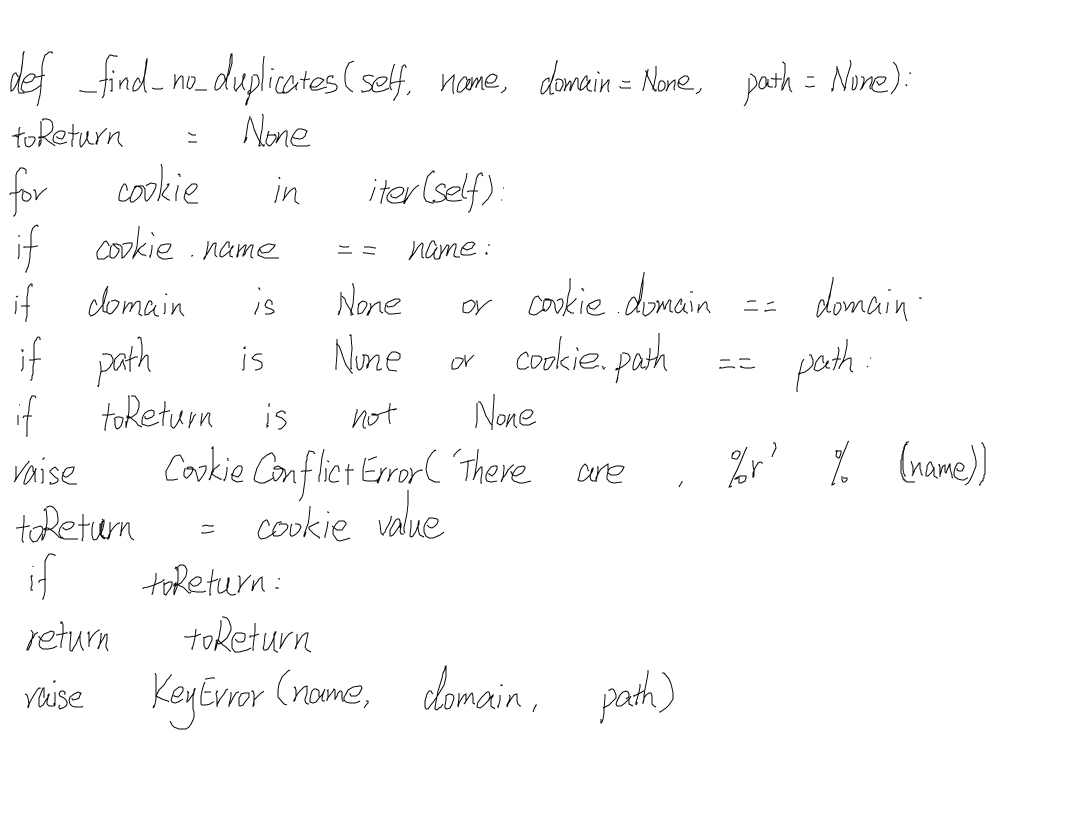 def _find_no_duplicates(self, name, domain=None, path=None):
toReturn = None
for cookie in iter(self):
if cookie.name == name:
if domain is None or cookie.domain == domain:
if path is None or cookie.path == path:
if toReturn is not None
raise CookieConflictError('There are , %r' % (name))
toReturn = cookie value
if toReturn:
return toReturn
raise KeyError(name, domain, path)